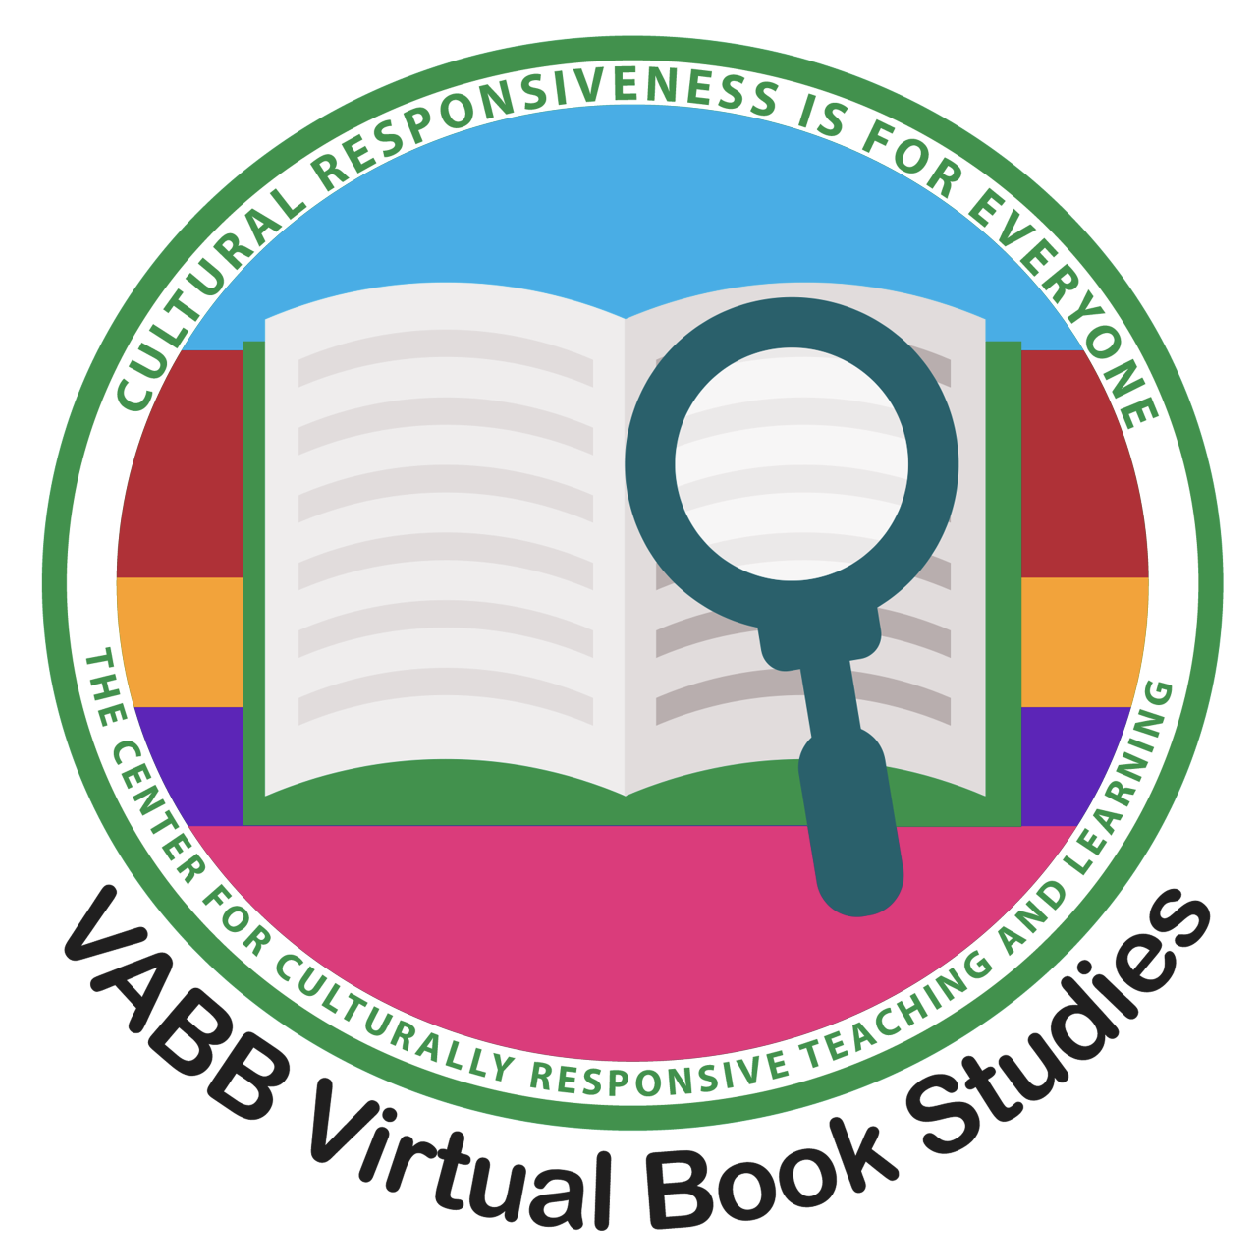 CULTURAL RESPONSIVENESS IS FOR EVERYONE
THE CENTER FOR CULTURALLY RESPONSIVE TEACHING AND LEARNING
VABB Virtual Book Studies